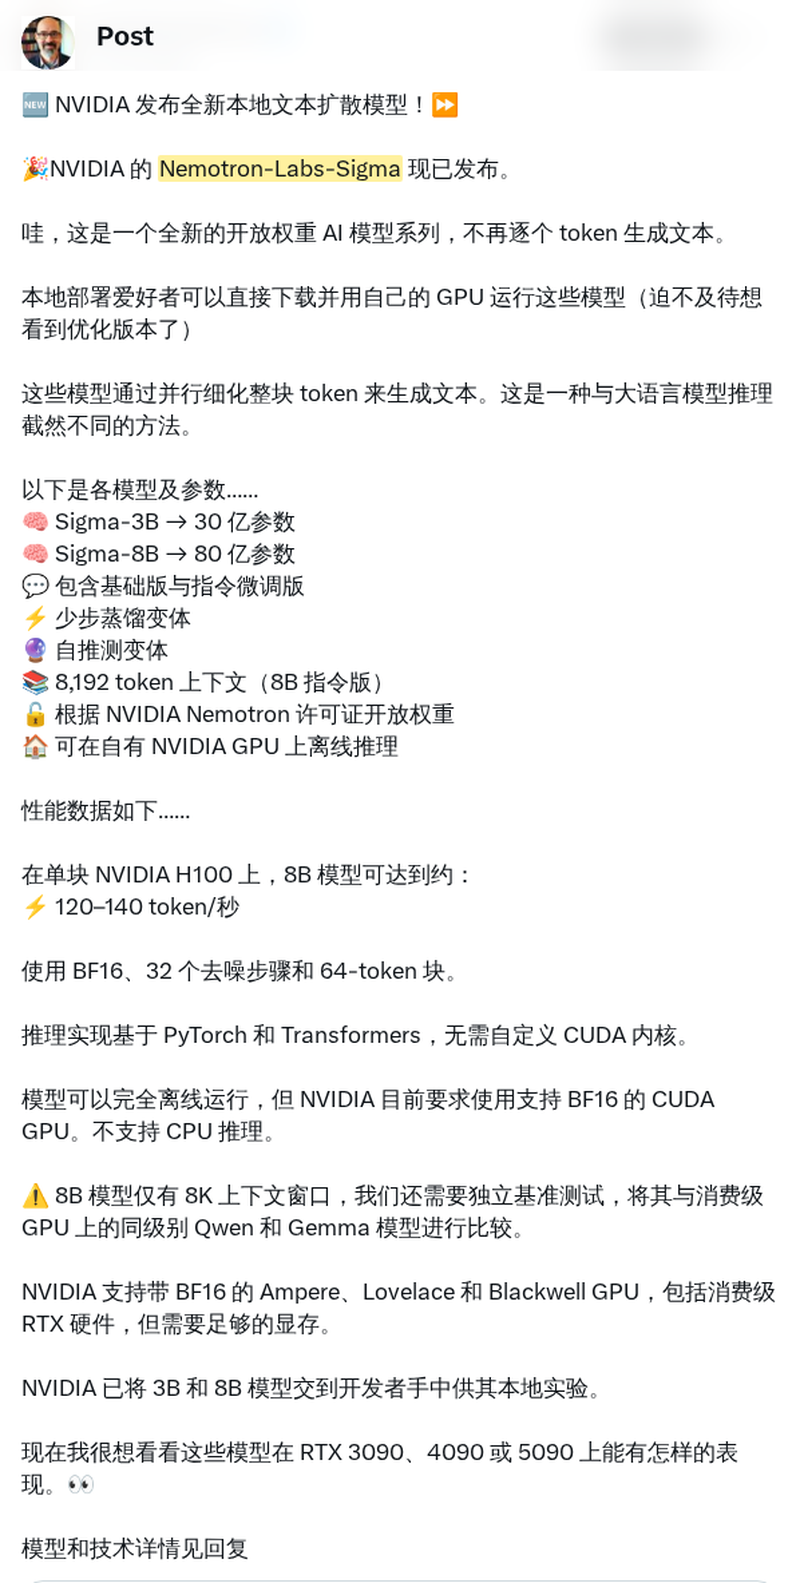 Post
🆕 NVIDIA 发布全新本地文本扩散模型！⏩
🎉NVIDIA 的 Nemotron-Labs-Sigma 现已发布。
哇，这是一个全新的开放权重 AI 模型系列，不再逐个 token 生成文本。
本地部署爱好者可以直接下载并用自己的 GPU 运行这些模型（迫不及待想
看到优化版本了）
这些模型通过并行细化整块 token 来生成文本。这是一种与大语言模型推理
截然不同的方法。
以下是各模型及参数……
🧠 Sigma-3B → 30 亿参数
🧠 Sigma-8B → 80 亿参数
💬 包含基础版与指令微调版
⚡ 少步蒸馏变体
🔮 自推测变体
📚 8,192 token 上下文（8B 指令版）
🔓 根据 NVIDIA Nemotron 许可证开放权重
🏠 可在自有 NVIDIA GPU 上离线推理
性能数据如下……
在单块 NVIDIA H100 上，8B 模型可达到约：
⚡ 120–140 token/秒
使用 BF16、32 个去噪步骤和 64-token 块。
推理实现基于 PyTorch 和 Transformers，无需自定义 CUDA 内核。
模型可以完全离线运行，但 NVIDIA 目前要求使用支持 BF16 的 CUDA
GPU。不支持 CPU 推理。
⚠️ 8B 模型仅有 8K 上下文窗口，我们还需要独立基准测试，将其与消费级
GPU 上的同级别 Qwen 和 Gemma 模型进行比较。
NVIDIA 支持带 BF16 的 Ampere、Lovelace 和 Blackwell GPU，包括消费级
RTX 硬件，但需要足够的显存。
NVIDIA 已将 3B 和 8B 模型交到开发者手中供其本地实验。
现在我很想看看这些模型在 RTX 3090、4090 或 5090 上能有怎样的表
现。👀
模型和技术详情见回复